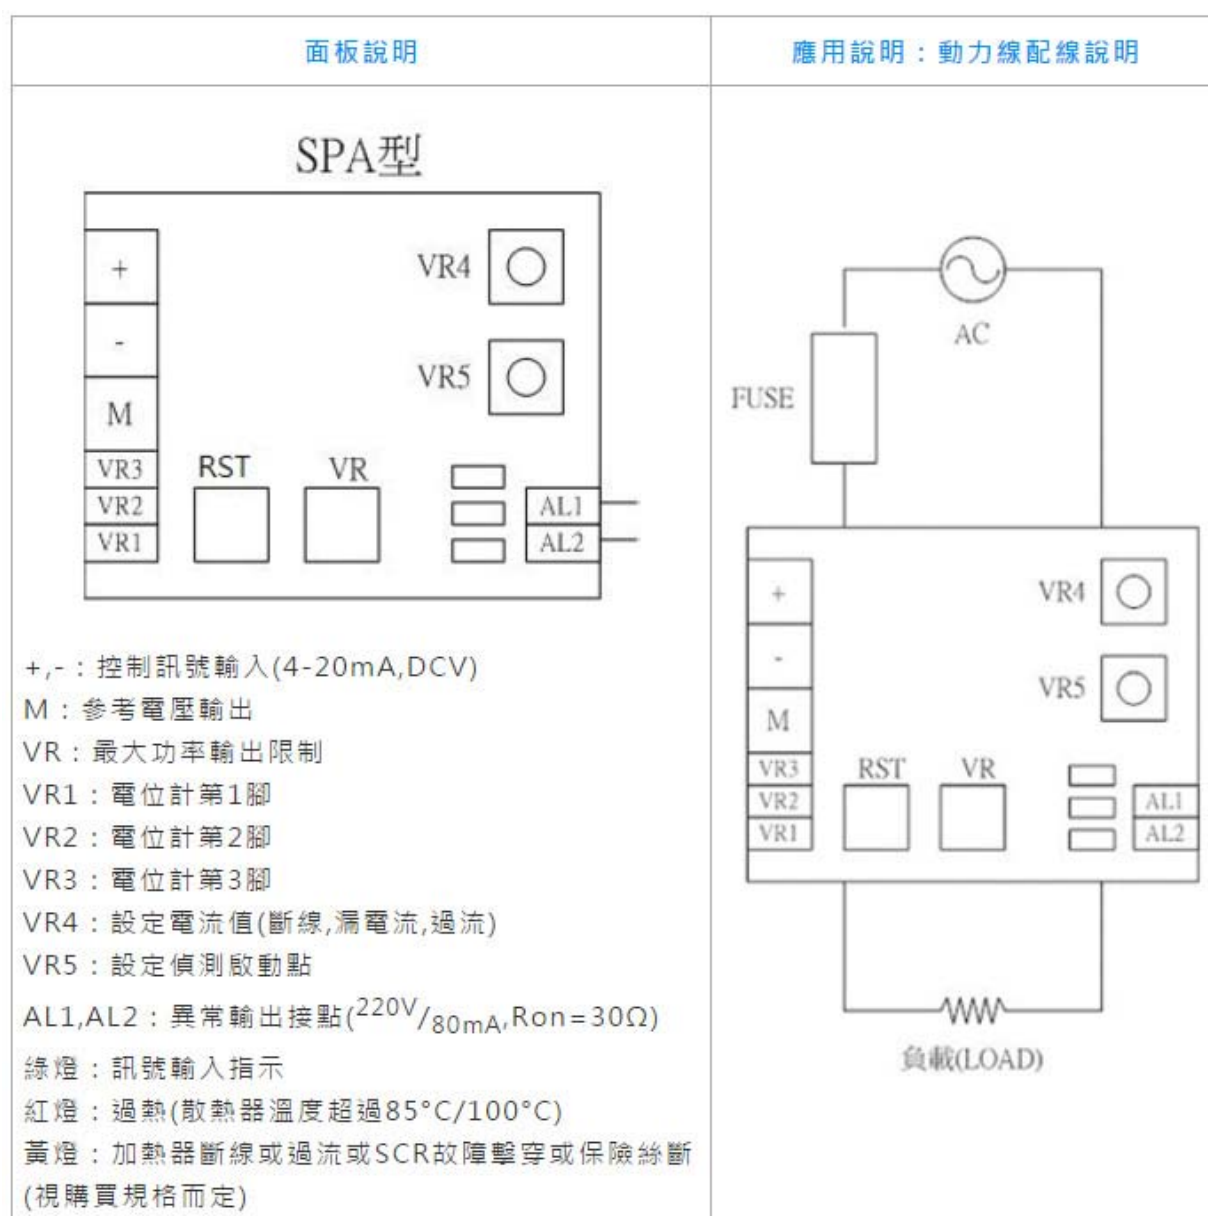 面板說明
應用說明：動力線配線說明
SPA型
+
-
M
VR3
VR2
VR1
RST
VR
VR4
VR5
AL1
AL2
+,-：控制訊號輸入(4-20mA,DCV)
M：參考電壓輸出
VR：最大功率輸出限制
VR1：電位計第1腳
VR2：電位計第2腳
VR3：電位計第3腳
VR4：設定電流值(斷線,漏電流,過流)
VR5：設定偵測啟動點
AL1,AL2：異常輸出接點(220V/80mA,Ron=30Ω)
綠燈：訊號輸入指示
紅燈：過熱(散熱器溫度超過85°C/100°C)
黃燈：加熱器斷線或過流或SCR故障擊穿或保險絲斷
(視購買規格而定)
AC
FUSE
+
-
M
VR3
VR2
VR1
RST
VR
VR4
VR5
AL1
AL2
負載(LOAD)